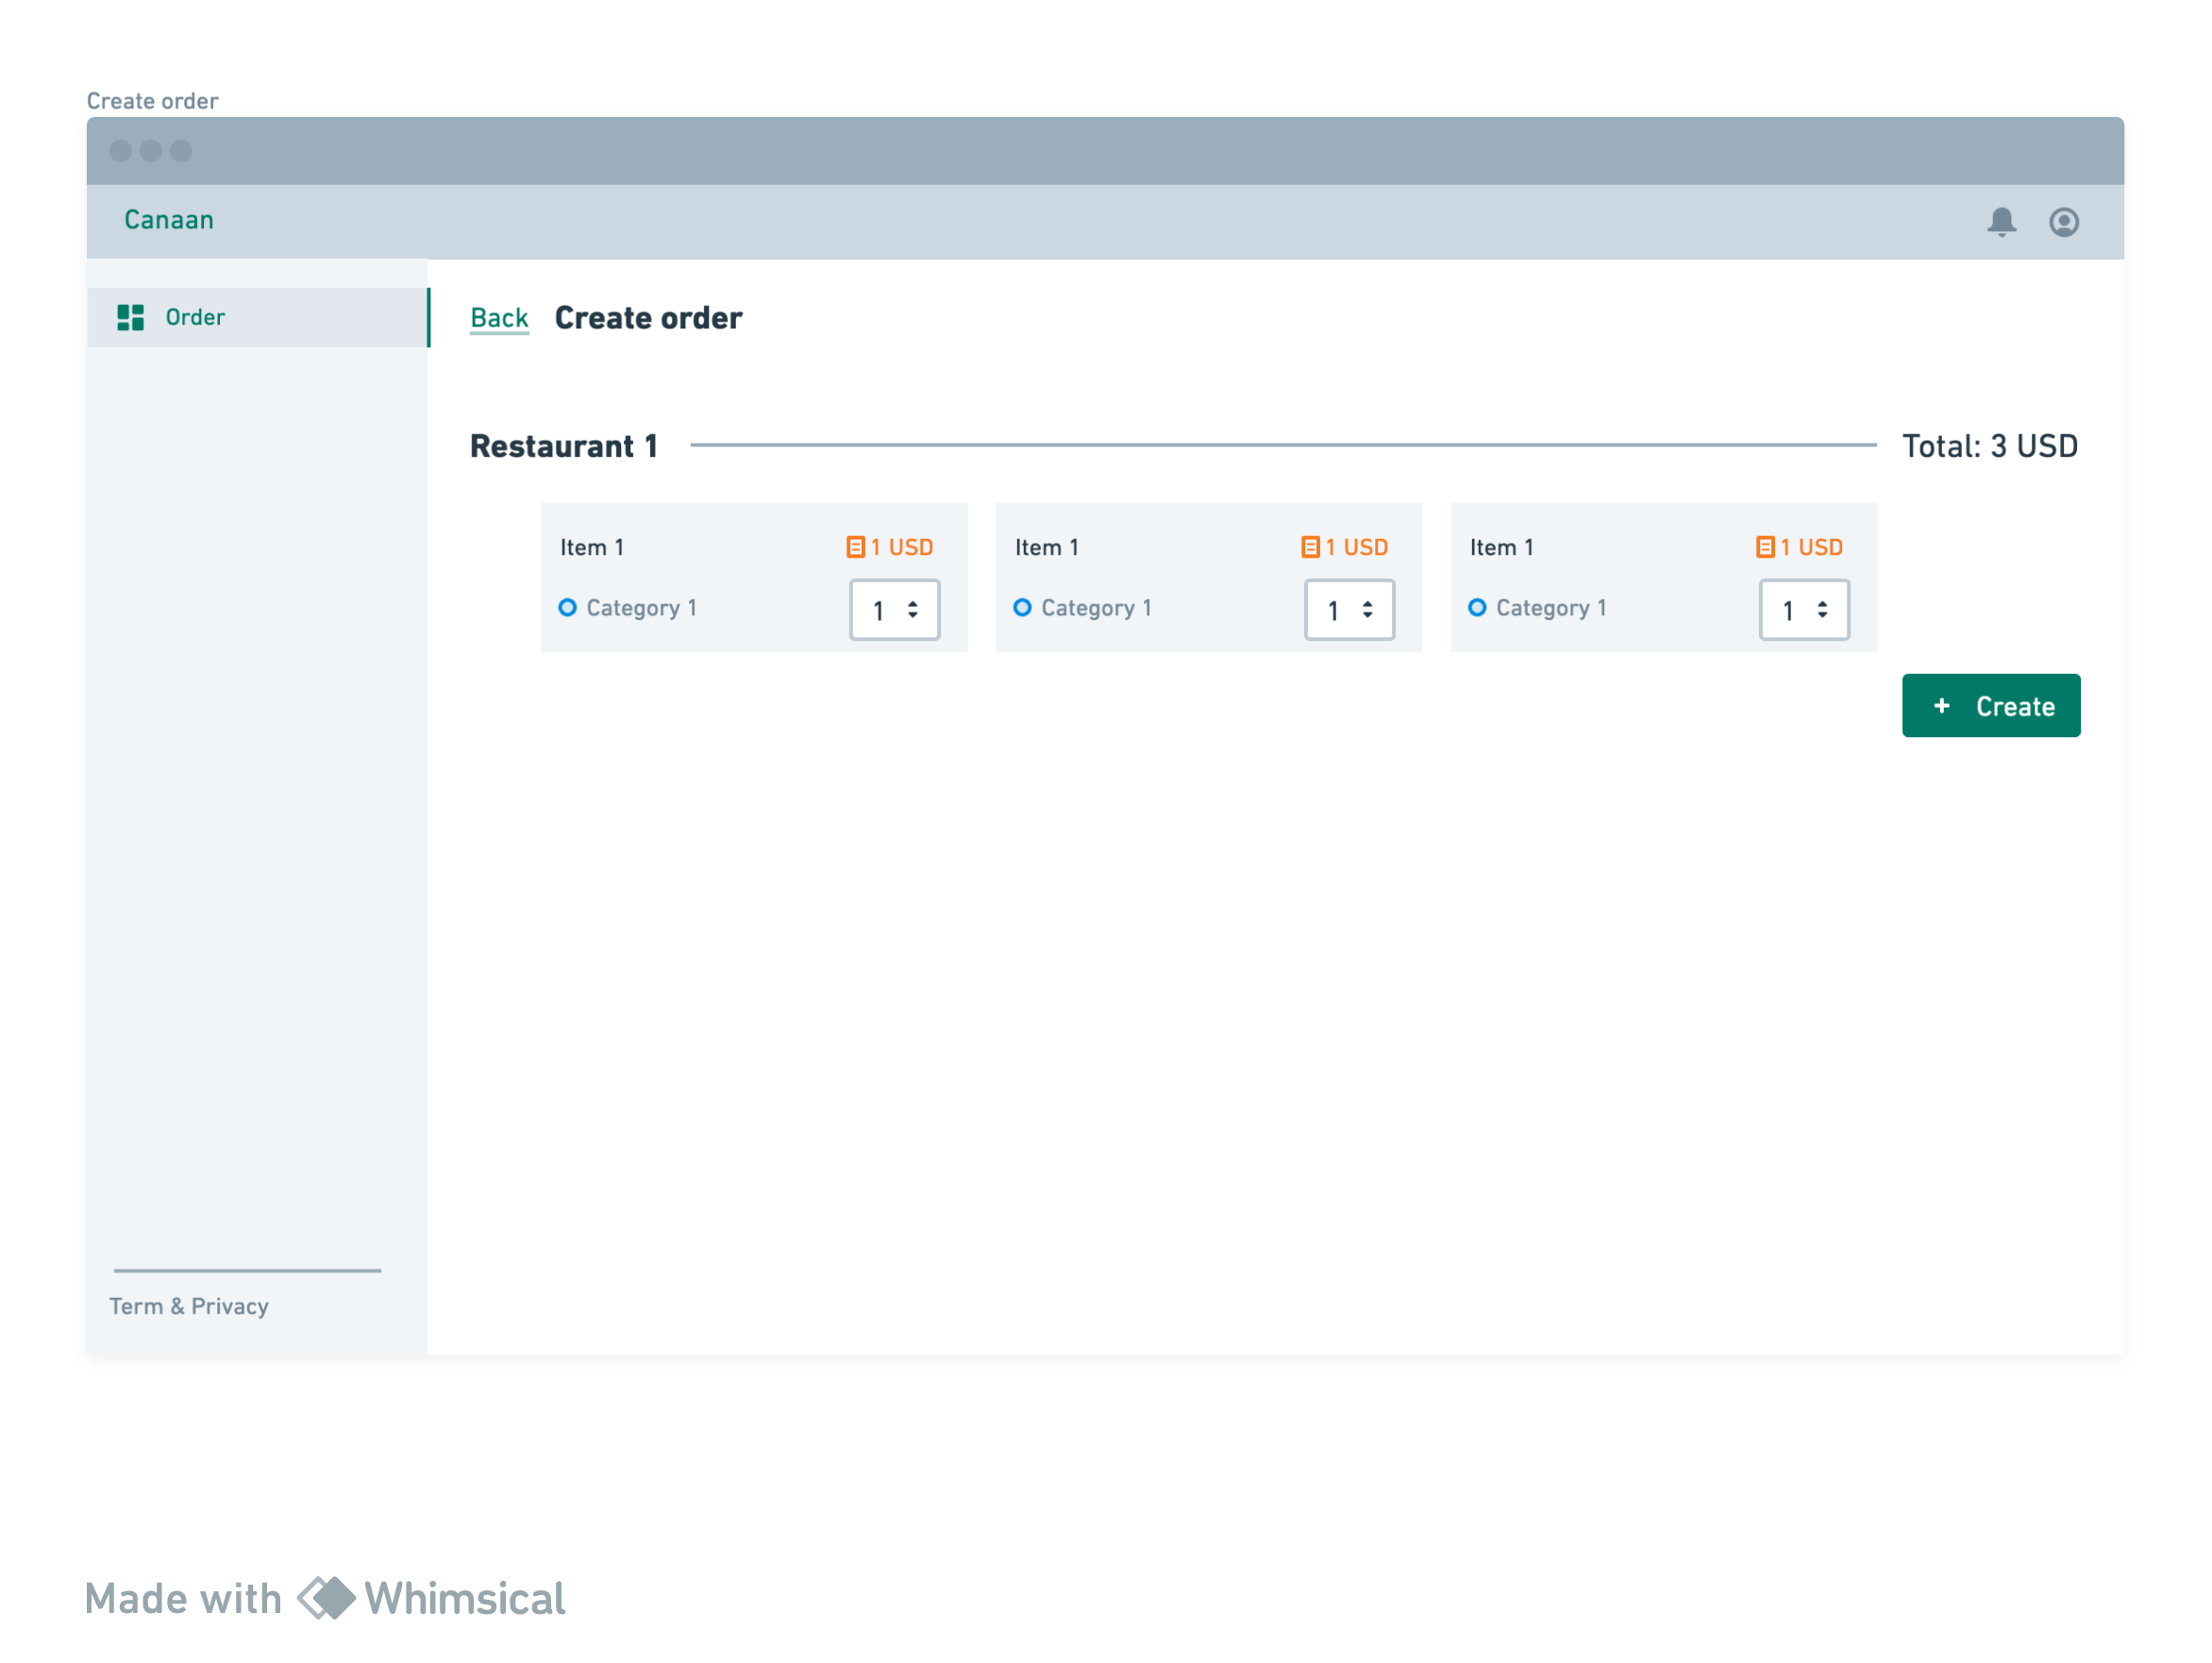 Create order
Canaan
Order
Back Create order
Restaurant 1 Total: 3 USD
Item 1 1 USD Item 1 1 USD Item 1 1 USD
Category 1 1 Category 1 1 Category 1 1
+ Create
Term & Privacy
Made with Whimsical